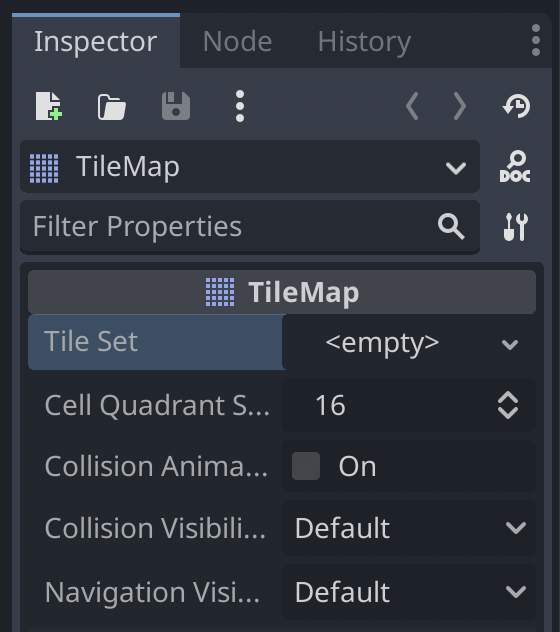 Inspector Node History
TileMap
DOC
Filter Properties
TileMap
Tile Set <empty>
Cell Quadrant S... 16
Collision Anima... On
Collision Visibili... Default
Navigation Visi... Default